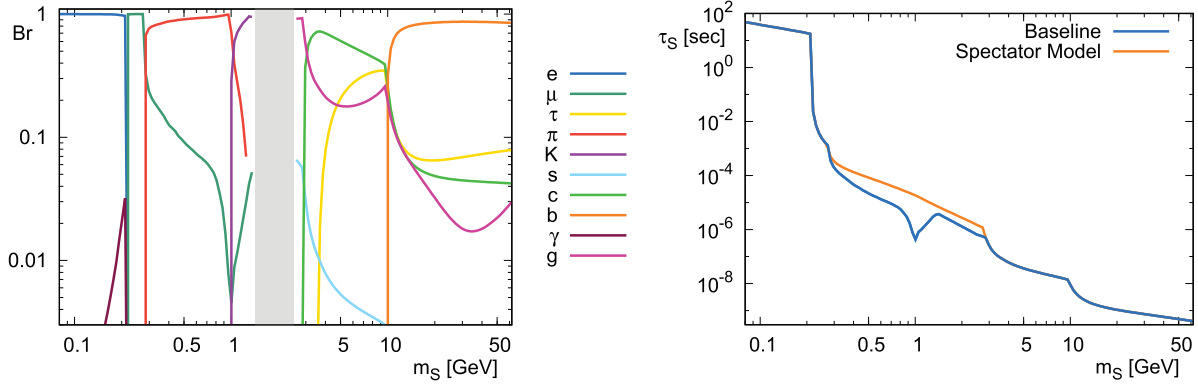 Br
1
0.1
0.01
0.1
0.5
1
5
10
50
m_S [GeV]
e
μ
τ
π
K
s
c
b
γ
g
τ_S [sec]
10^2
10^0
10^-2
10^-4
10^-6
10^-8
Baseline
Spectator Model
0.1
0.5
1
5
10
50
m_S [GeV]